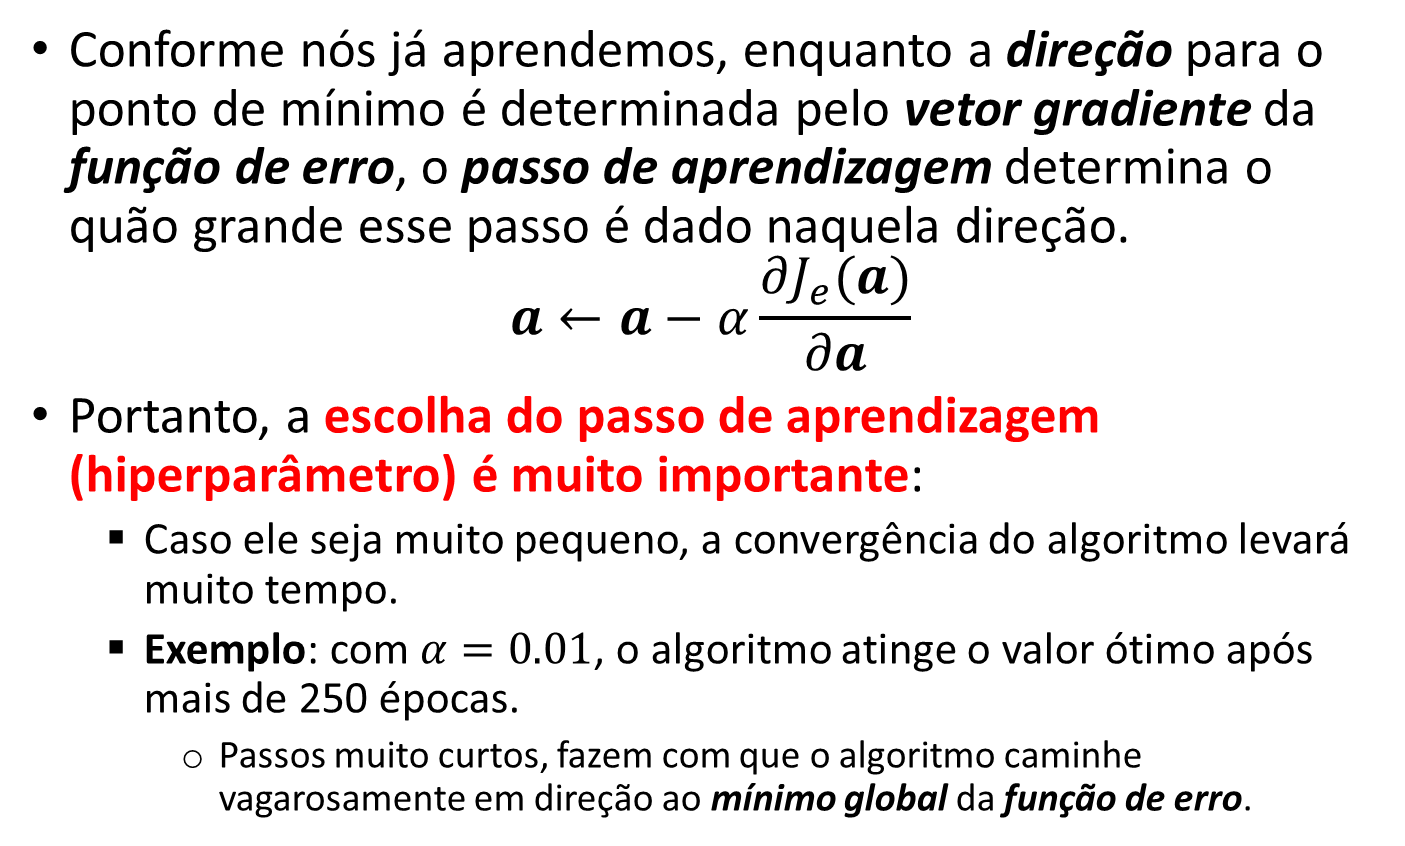 • Conforme nós já aprendemos, enquanto a direção para o
ponto de mínimo é determinada pelo vetor gradiente da
função de erro, o passo de aprendizagem determina o
quão grande esse passo é dado naquela direção.
𝒂 ← 𝒂 − α ∂Jₑ(𝒂)/∂𝒂
• Portanto, a escolha do passo de aprendizagem
(hiperparâmetro) é muito importante:
▪ Caso ele seja muito pequeno, a convergência do algoritmo levará
muito tempo.
▪ Exemplo: com α = 0.01, o algoritmo atinge o valor ótimo após
mais de 250 épocas.
o Passos muito curtos, fazem com que o algoritmo caminhe
vagarosamente em direção ao mínimo global da função de erro.